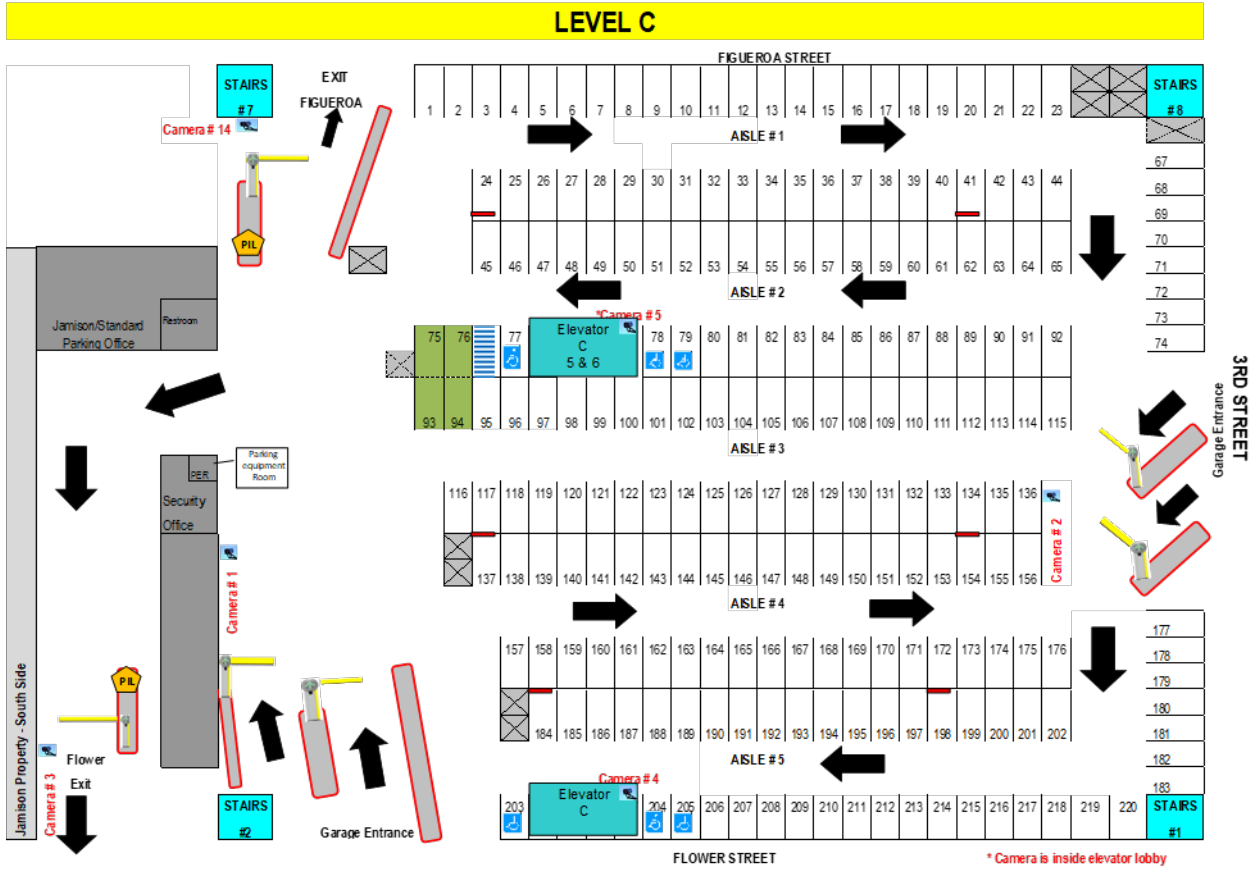 LEVEL C
FIGUEROA STREET
STAIRS
#7
EXIT
FIGUEROA
STAIRS
#8
1 2 3 4 5 6 7 8 9 10 11 12 13 14 15 16 17 18 19 20 21 22 23
Camera # 14
AISLE #1
67
68
69
70
71
72
73
74
24 25 26 27 28 29 30 31 32 33 34 35 36 37 38 39 40 41 42 43 44
PIL
45 46 47 48 49 50 51 52 53 54 55 56 57 58 59 60 61 62 63 64 65
AISLE #2
*Camera # 5
Jamison/Standard
Parking Office
Restroom
75 76 77
Elevator
C
5 & 6
78 79 80 81 82 83 84 85 86 87 88 89 90 91 92
93 94 95 96 97 98 99 100 101 102 103 104 105 106 107 108 109 110 111 112 113 114 115
AISLE #3
3RD STREET
Garage Entrance
Parking
equipment
Room
PER
Security
Office
116 117 118 119 120 121 122 123 124 125 126 127 128 129 130 131 132 133 134 135 136
Camera # 2
137 138 139 140 141 142 143 144 145 146 147 148 149 150 151 152 153 154 155 156
Camera # 1
AISLE #4
157 158 159 160 161 162 163 164 165 166 167 168 169 170 171 172 173 174 175 176
177
178
179
180
181
182
183
PIL
184 185 186 187 188 189 190 191 192 193 194 195 196 197 198 199 200 201 202
AISLE #5
Jamison Property - South Side
Camera # 3
Flower
Exit
STAIRS
#2
Garage Entrance
Camera # 4
203
Elevator
C
204 205 206 207 208 209 210 211 212 213 214 215 216 217 218 219 220
STAIRS
#1
FLOWER STREET
* Camera is inside elevator lobby